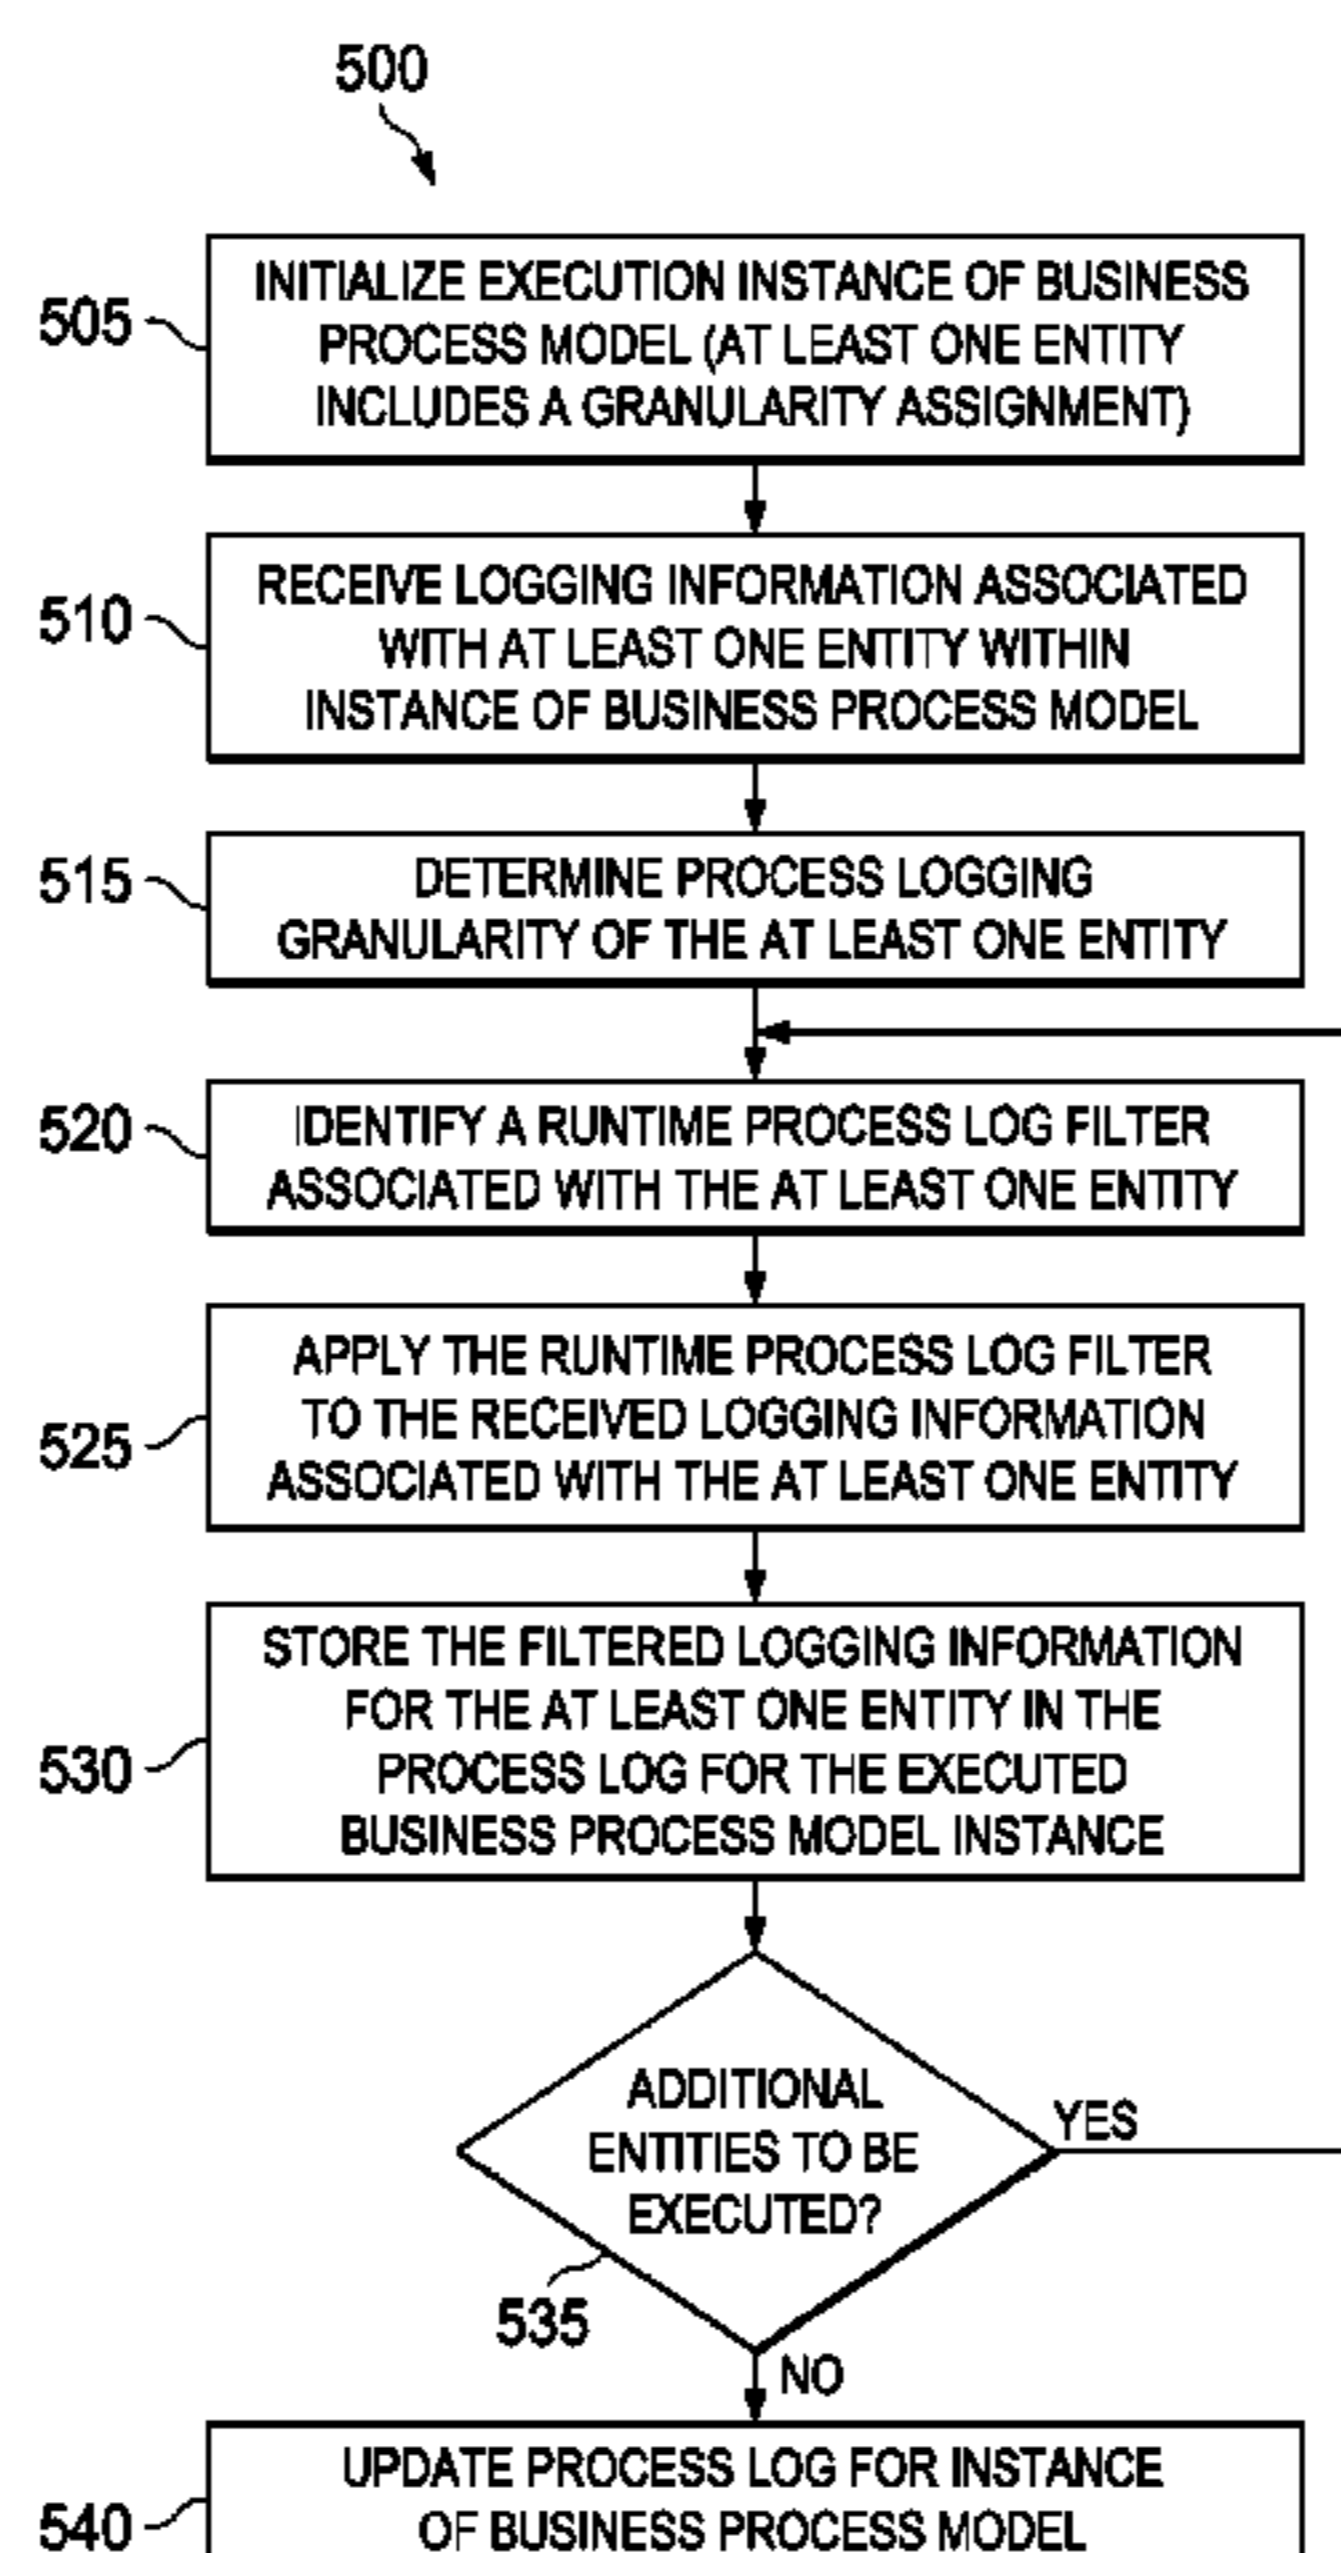 500
505
INITIALIZE EXECUTION INSTANCE OF BUSINESS
PROCESS MODEL (AT LEAST ONE ENTITY
INCLUDES A GRANULARITY ASSIGNMENT)
510
RECEIVE LOGGING INFORMATION ASSOCIATED
WITH AT LEAST ONE ENTITY WITHIN
INSTANCE OF BUSINESS PROCESS MODEL
515
DETERMINE PROCESS LOGGING
GRANULARITY OF THE AT LEAST ONE ENTITY
520
IDENTIFY A RUNTIME PROCESS LOG FILTER
ASSOCIATED WITH THE AT LEAST ONE ENTITY
525
APPLY THE RUNTIME PROCESS LOG FILTER
TO THE RECEIVED LOGGING INFORMATION
ASSOCIATED WITH THE AT LEAST ONE ENTITY
530
STORE THE FILTERED LOGGING INFORMATION
FOR THE AT LEAST ONE ENTITY IN THE
PROCESS LOG FOR THE EXECUTED
BUSINESS PROCESS MODEL INSTANCE
ADDITIONAL
ENTITIES TO BE
EXECUTED?
YES
535
NO
540
UPDATE PROCESS LOG FOR INSTANCE
OF BUSINESS PROCESS MODEL